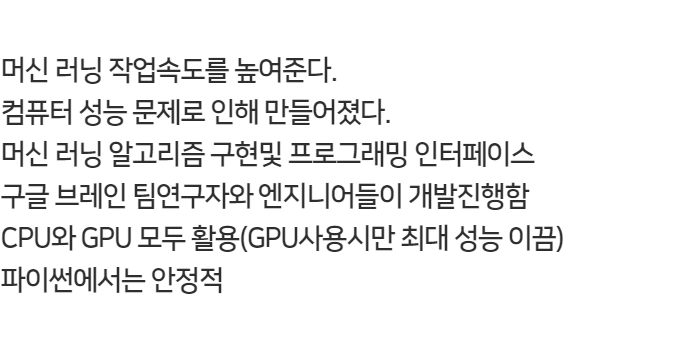 머신 러닝 작업속도를 높여준다.
컴퓨터 성능 문제로 인해 만들어졌다.
머신 러닝 알고리즘 구현및 프로그래밍 인터페이스
구글 브레인 팀연구자와 엔지니어들이 개발진행함
CPU와 GPU 모두 활용(GPU사용시만 최대 성능 이끔)
파이썬에서는 안정적